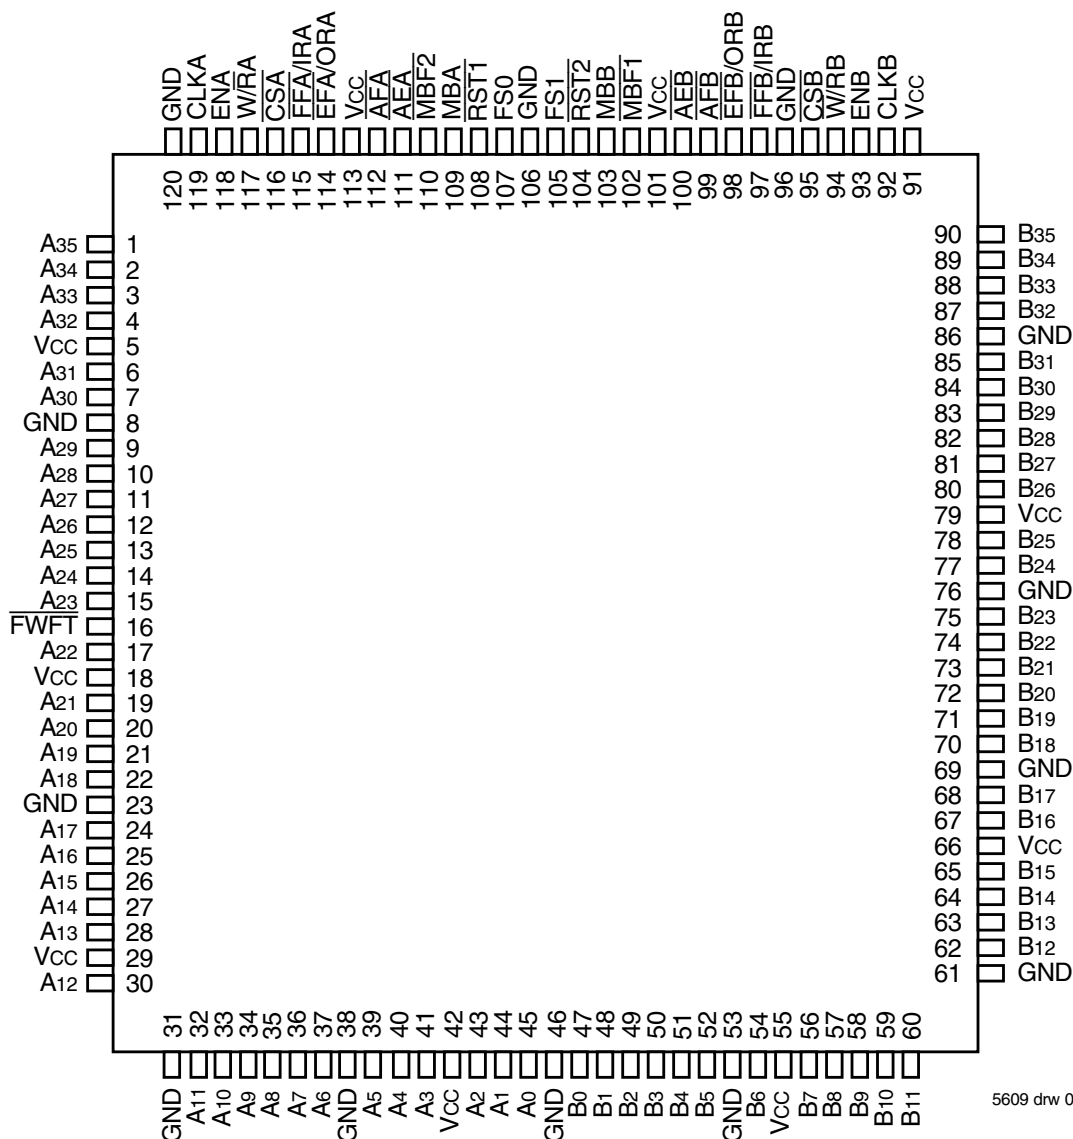 GND CLKA ENA W/RA CSA FFA/IRA EFA/ORA VCC AFA AEA MBF2 MBA RST1 FS0 GND FS1 RST2 MBB MBF1 VCC AEB AFB EFB/ORB FFB/IRB GND CSB W/RB ENB CLKB VCC
120 119 118 117 116 115 114 113 112 111 110 109 108 107 106 105 104 103 102 101 100 99 98 97 96 95 94 93 92 91
A35 1
A34 2
A33 3
A32 4
VCC 5
A31 6
A30 7
GND 8
A29 9
A28 10
A27 11
A26 12
A25 13
A24 14
A23 15
FWFT 16
A22 17
VCC 18
A21 19
A20 20
A19 21
A18 22
GND 23
A17 24
A16 25
A15 26
A14 27
A13 28
VCC 29
A12 30
90 B35
89 B34
88 B33
87 B32
86 GND
85 B31
84 B30
83 B29
82 B28
81 B27
80 B26
79 VCC
78 B25
77 B24
76 GND
75 B23
74 B22
73 B21
72 B20
71 B19
70 B18
69 GND
68 B17
67 B16
66 VCC
65 B15
64 B14
63 B13
62 B12
61 GND
31 32 33 34 35 36 37 38 39 40 41 42 43 44 45 46 47 48 49 50 51 52 53 54 55 56 57 58 59 60
GND A11 A10 A9 A8 A7 A6 GND A5 A4 A3 VCC A2 A1 A0 GND B0 B1 B2 B3 B4 B5 GND B6 VCC B7 B8 B9 B10 B11
5609 drw 0